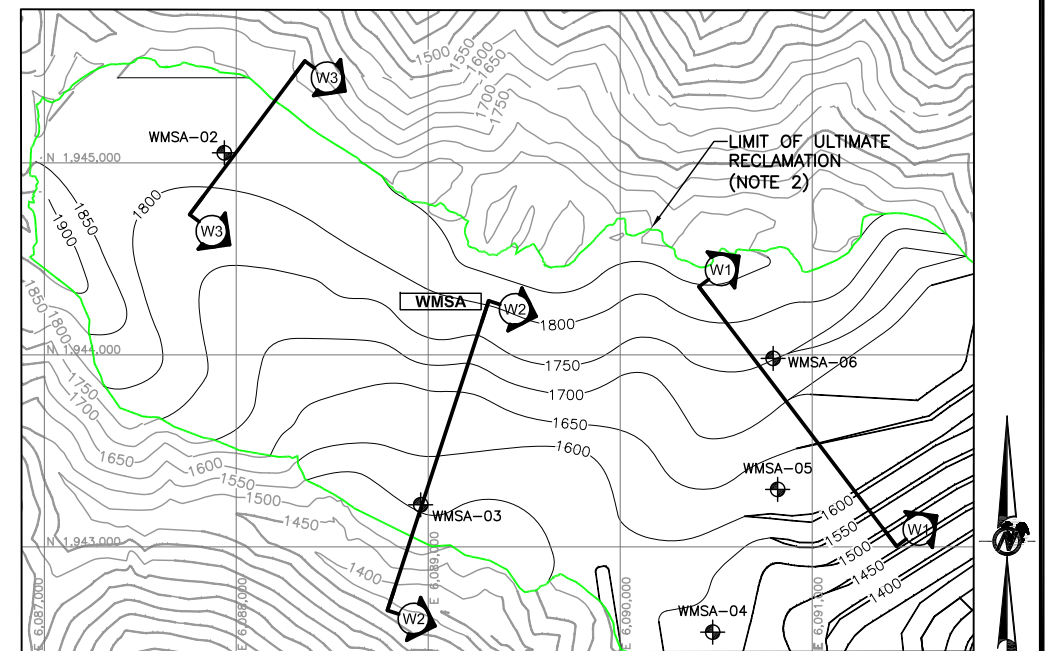 1500
1550
1600
1650
1700
1750
W3
WMSA-02
LIMIT OF ULTIMATE
RECLAMATION
(NOTE 2)
N 1,945,000
1850
1900
1800
W3
W1
WMSA
W2
1800
1850
1800
N 1,944,000
1750
WMSA-06
1750
1700
1700
1650
1600
1650
1600
1550
1500
1450
WMSA-05
1600
WMSA-03
1550
W1
1500
N 1,943,000
1450
1400
1400
E 6,087,000
E 6,088,000
E 6,089,000
E 6,090,000
E 6,091,000
W2
WMSA-04
N